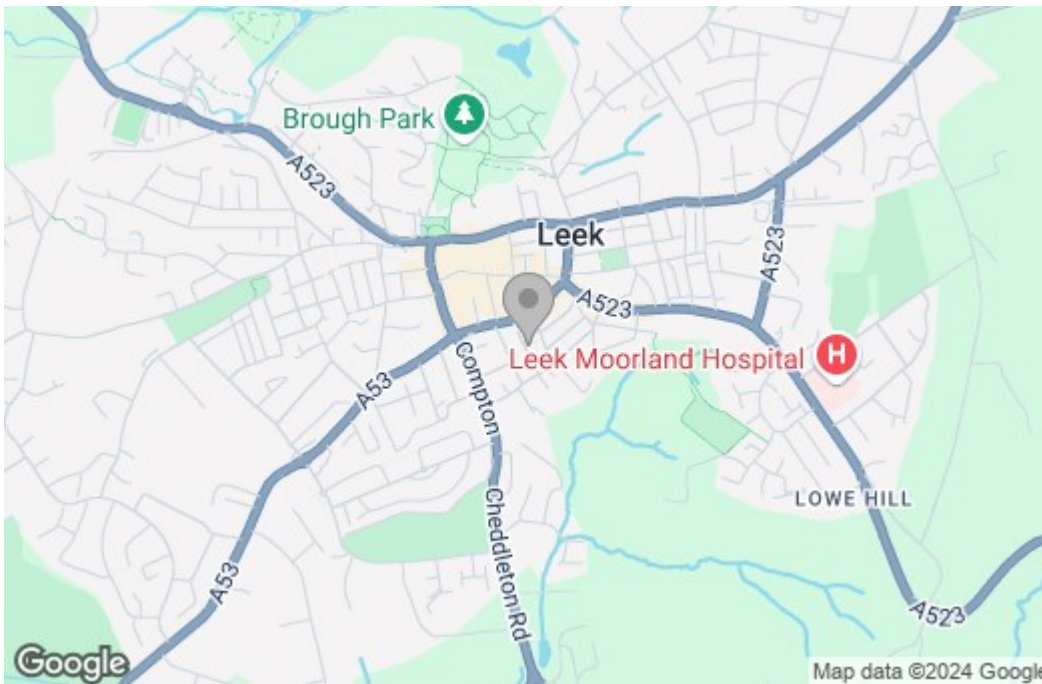 Brough Park
A523
Leek
A523
A523
Leek Moorland Hospital
H
A53
Compton
LOWE HILL
Cheddleton Rd
A53
A523
Google
Map data ©2024 Google